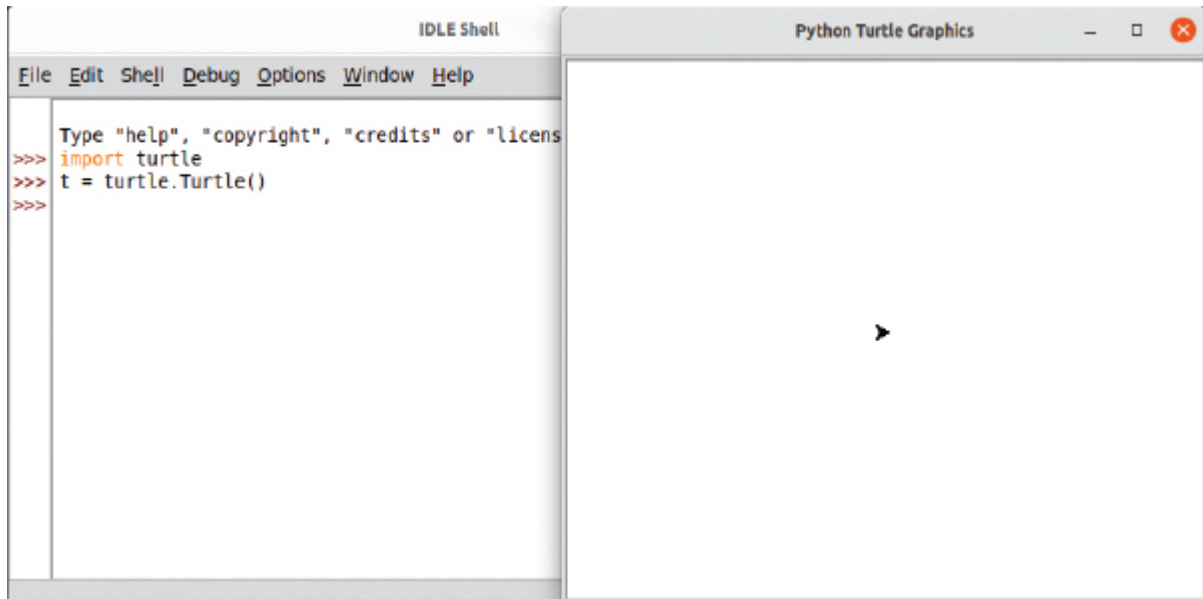 IDLE Shell
File Edit Shell Debug Options Window Help
Type "help", "copyright", "credits" or "licens
>>> import turtle
>>> t = turtle.Turtle()
>>>
Python Turtle Graphics